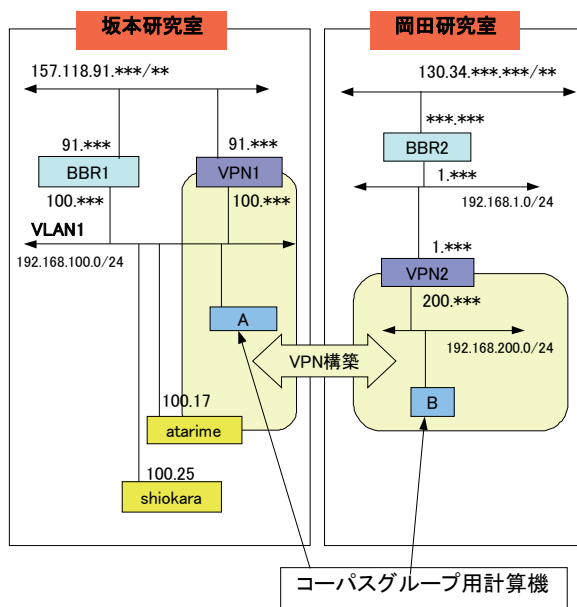 坂本研究室
157.118.91.***/**
91.***
91.***
BBR1
VPN1
100.***
100.***
VLAN1
192.168.100.0/24
A
100.17
atarime
100.25
shiokara
VPN構築
岡田研究室
130.34.***.***/**
***.***
BBR2
1.***
192.168.1.0/24
1.***
VPN2
200.***
192.168.200.0/24
B
コーパスグループ用計算機